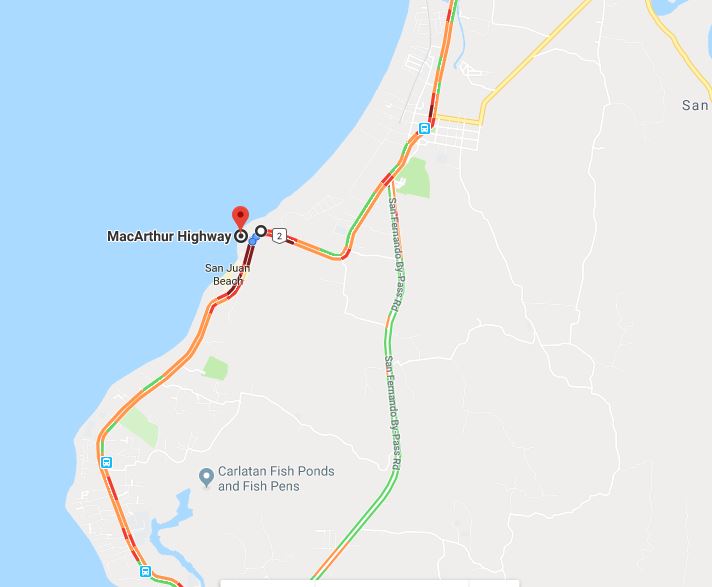 San
MacArthur Highway
2
San Juan
Beach
San Fernando By-Pass Rd
San Fernando By-Pass Rd
Carlatan Fish Ponds
and Fish Pens